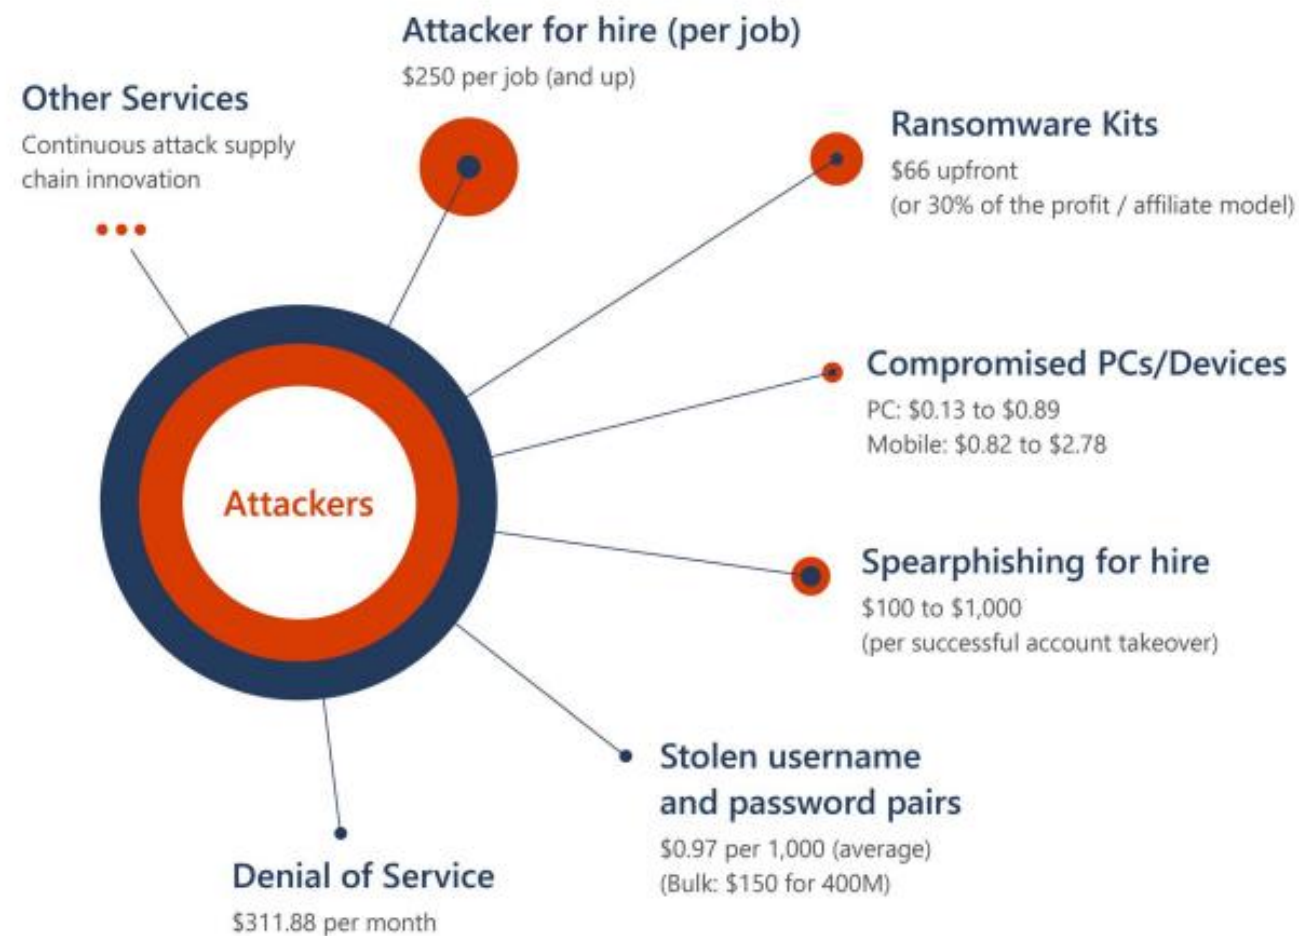 Attacker for hire (per job)
$250 per job (and up)
Other Services
Continuous attack supply
chain innovation
Ransomware Kits
$66 upfront
(or 30% of the profit / affiliate model)
Compromised PCs/Devices
PC: $0.13 to $0.89
Mobile: $0.82 to $2.78
Attackers
Spearphishing for hire
$100 to $1,000
(per successful account takeover)
Stolen username
and password pairs
$0.97 per 1,000 (average)
(Bulk: $150 for 400M)
Denial of Service
$311.88 per month